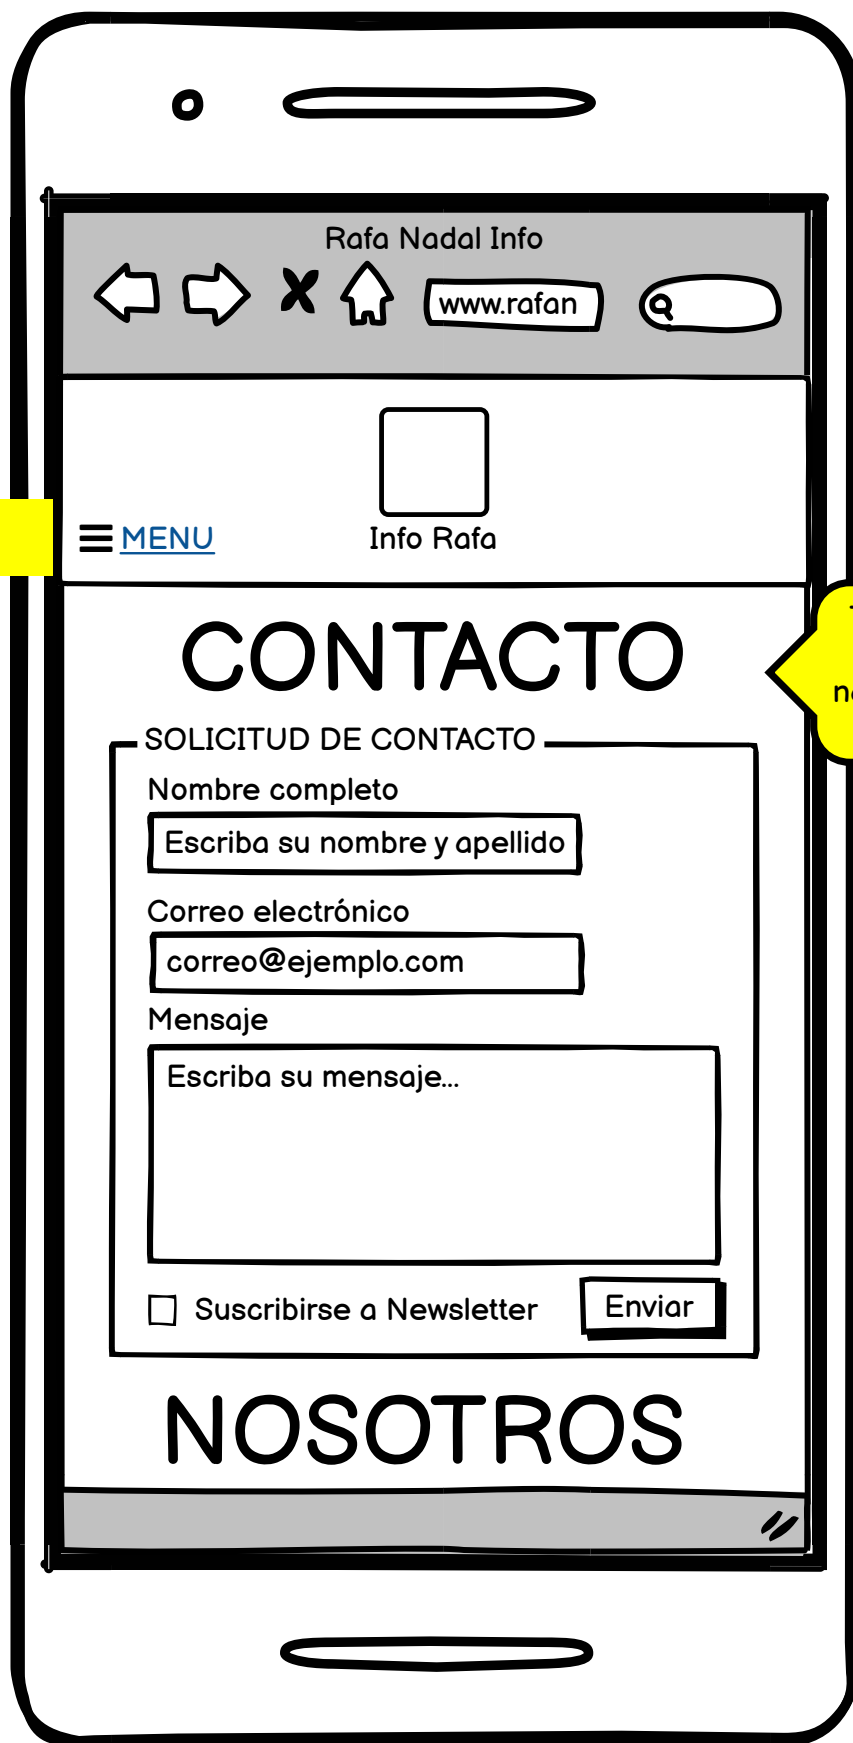 Rafa Nadal Info
www.rafan
MENU
Info Rafa
CONTACTO
SOLICITUD DE CONTACTO
Nombre completo
Escriba su nombre y apellido
Correo electrónico
correo@ejemplo.com
Mensaje
Escriba su mensaje...
Suscribirse a Newsletter
Enviar
NOSOTROS